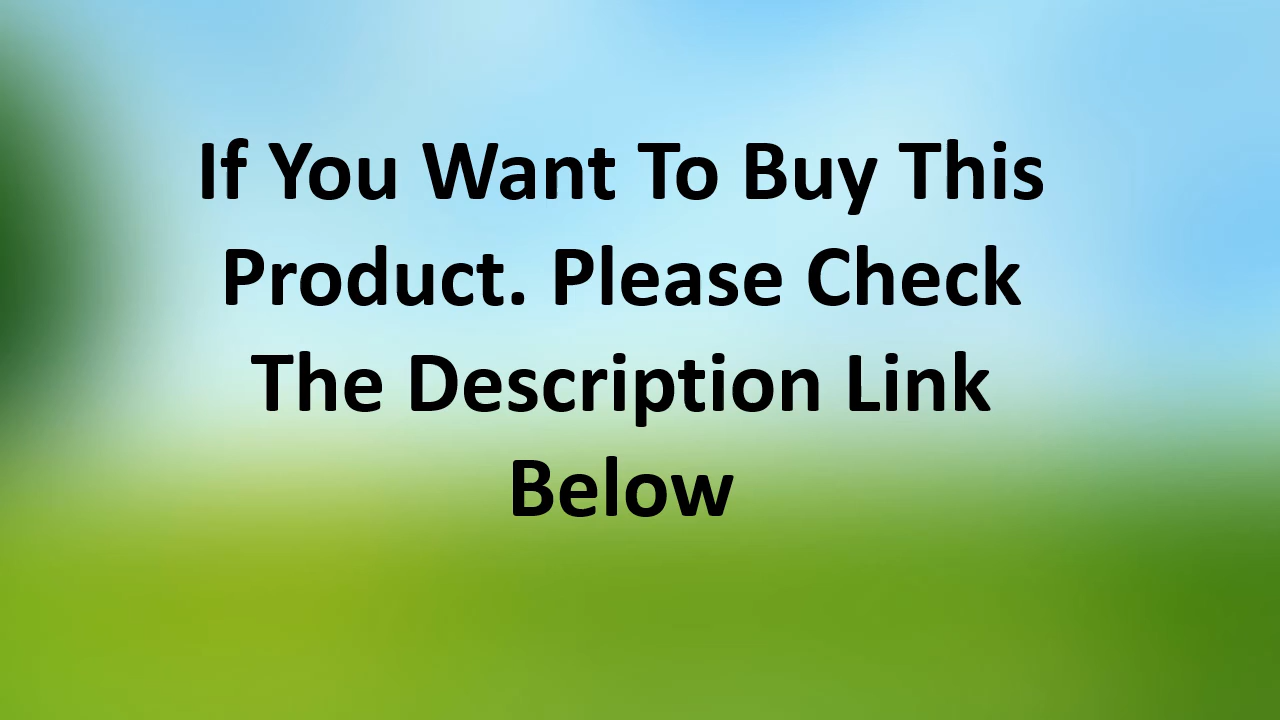 If You Want To Buy This
Product. Please Check
The Description Link
Below